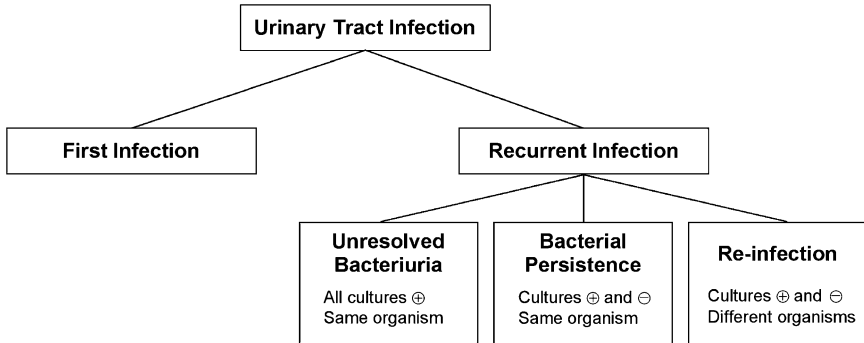 Urinary Tract Infection
First Infection
Recurrent Infection
Unresolved
Bacteriuria
All cultures ⊕
Same organism
Bacterial
Persistence
Cultures ⊕ and ⊖
Same organism
Re-infection
Cultures ⊕ and ⊖
Different organisms